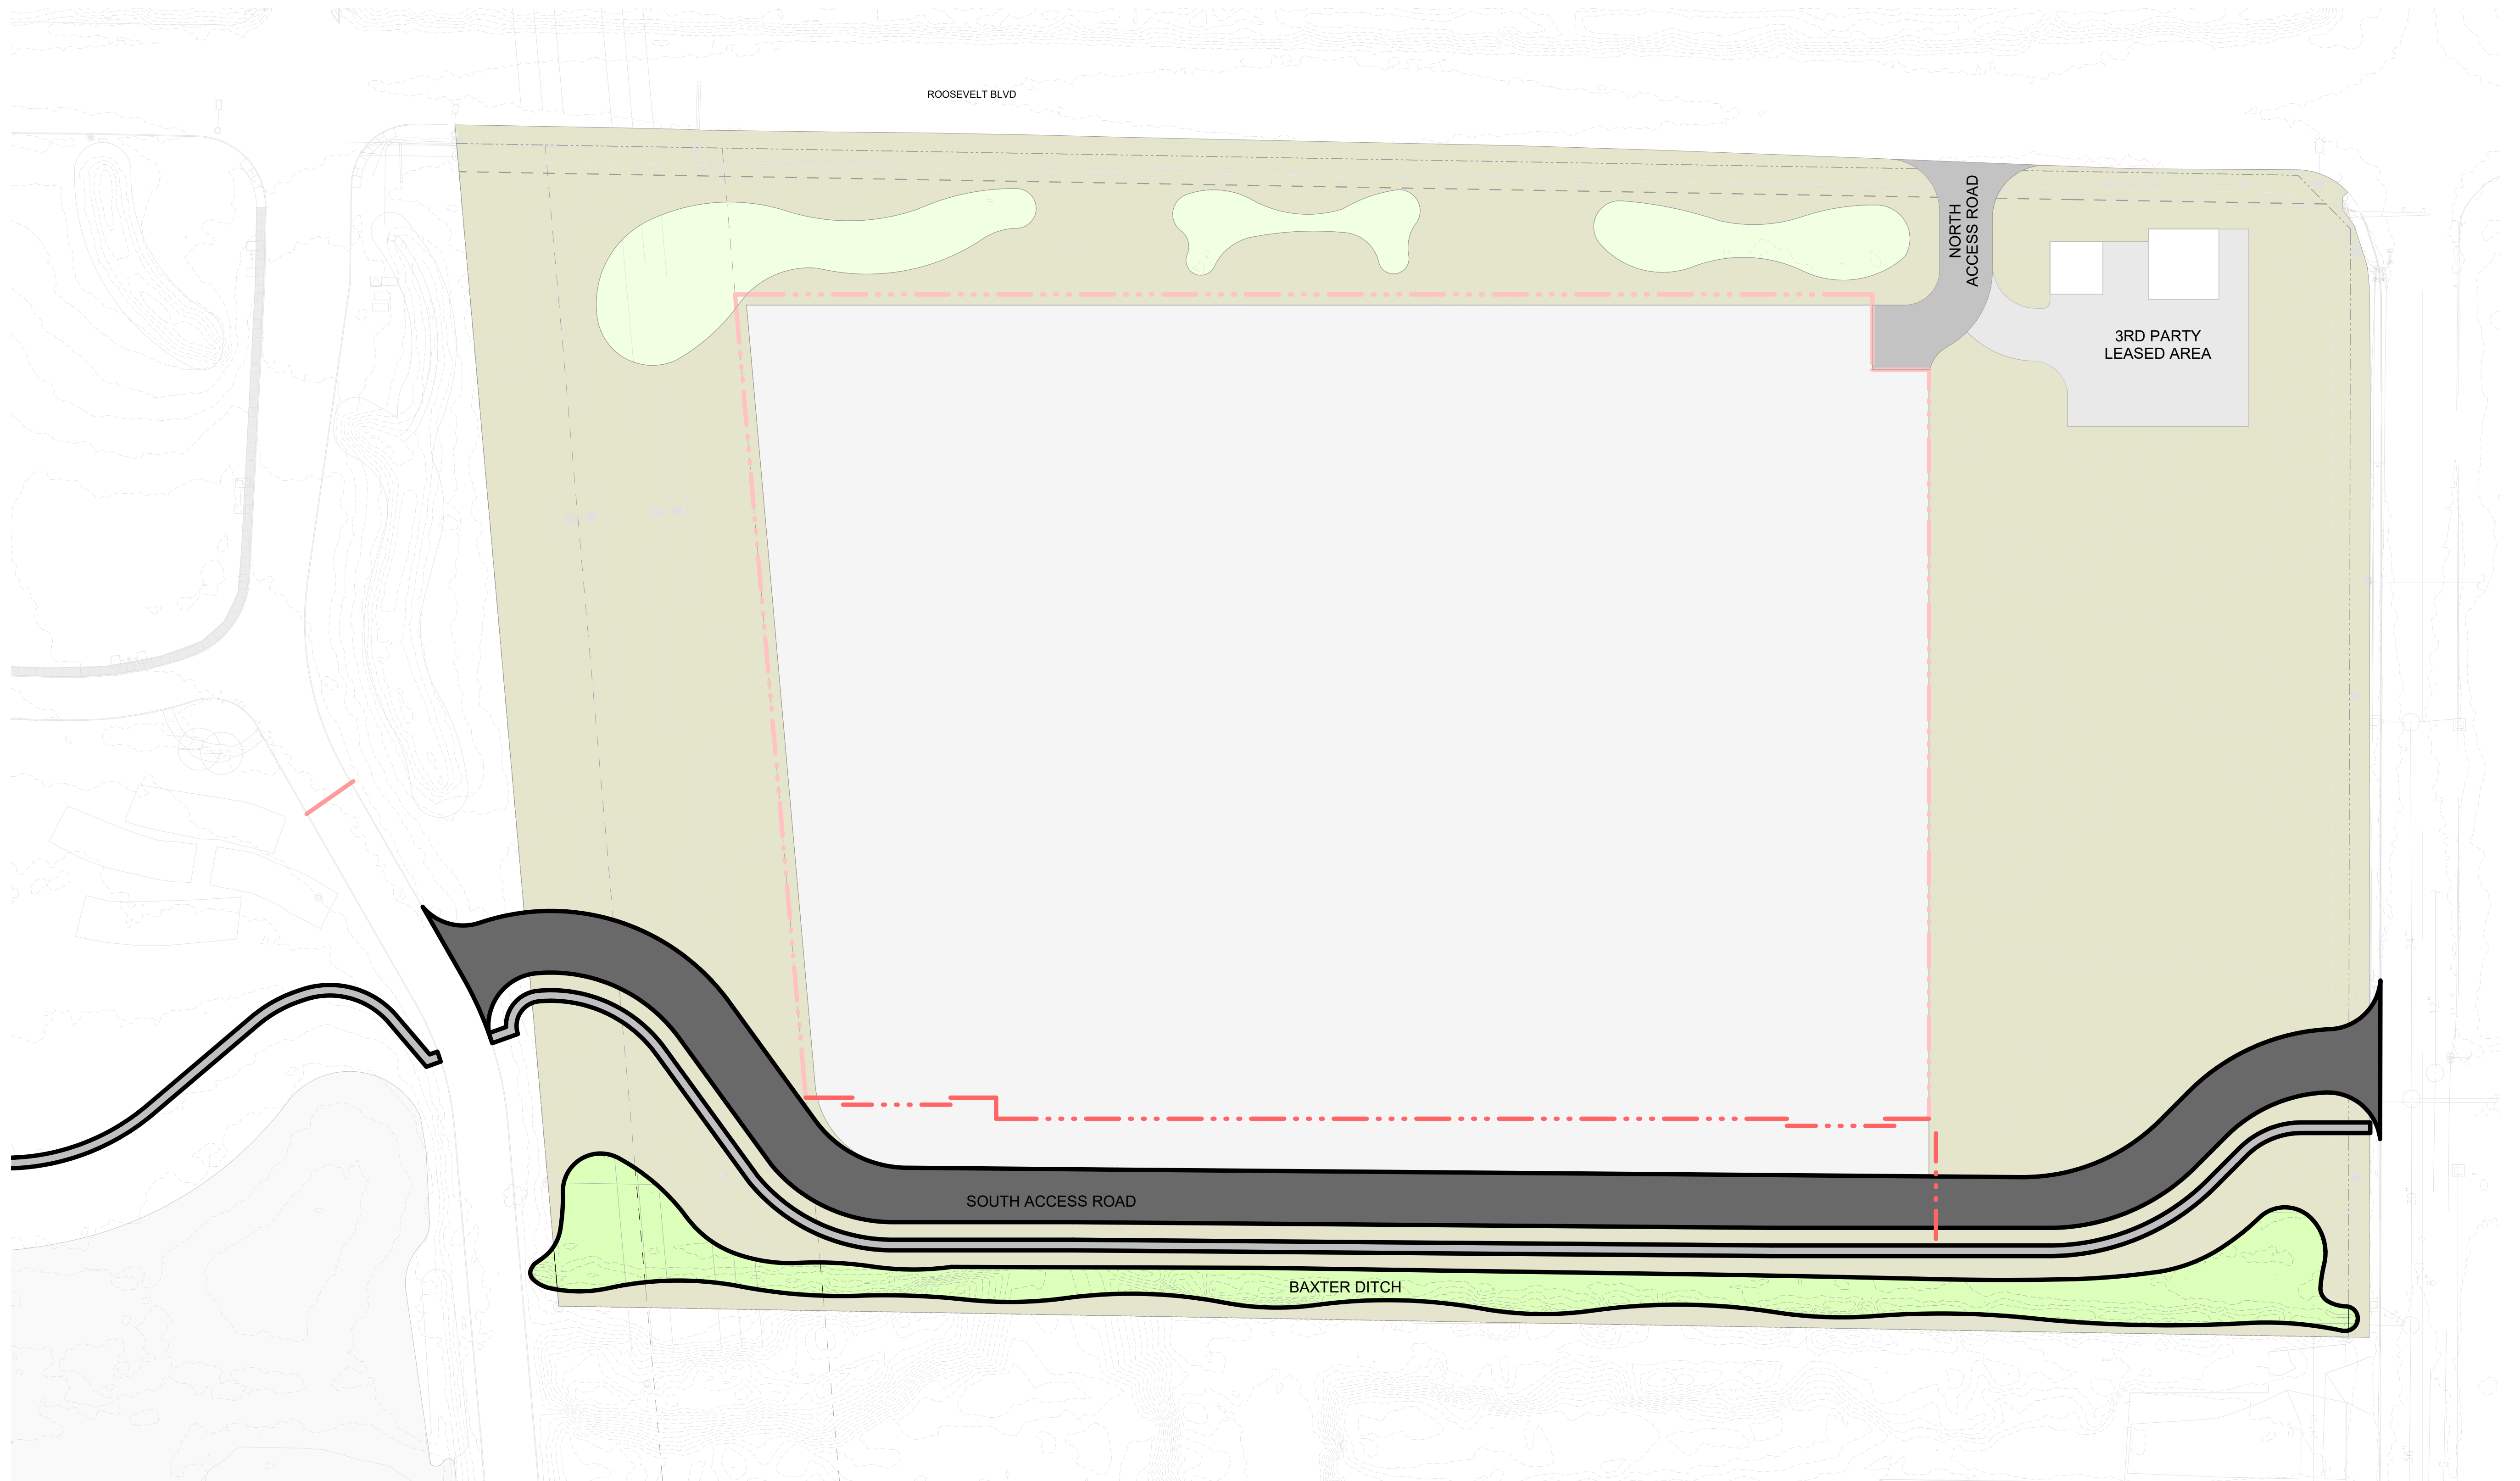 ROOSEVELT BLVD
NORTH
ACCESS ROAD
3RD PARTY
LEASED AREA
SOUTH ACCESS ROAD
BAXTER DITCH